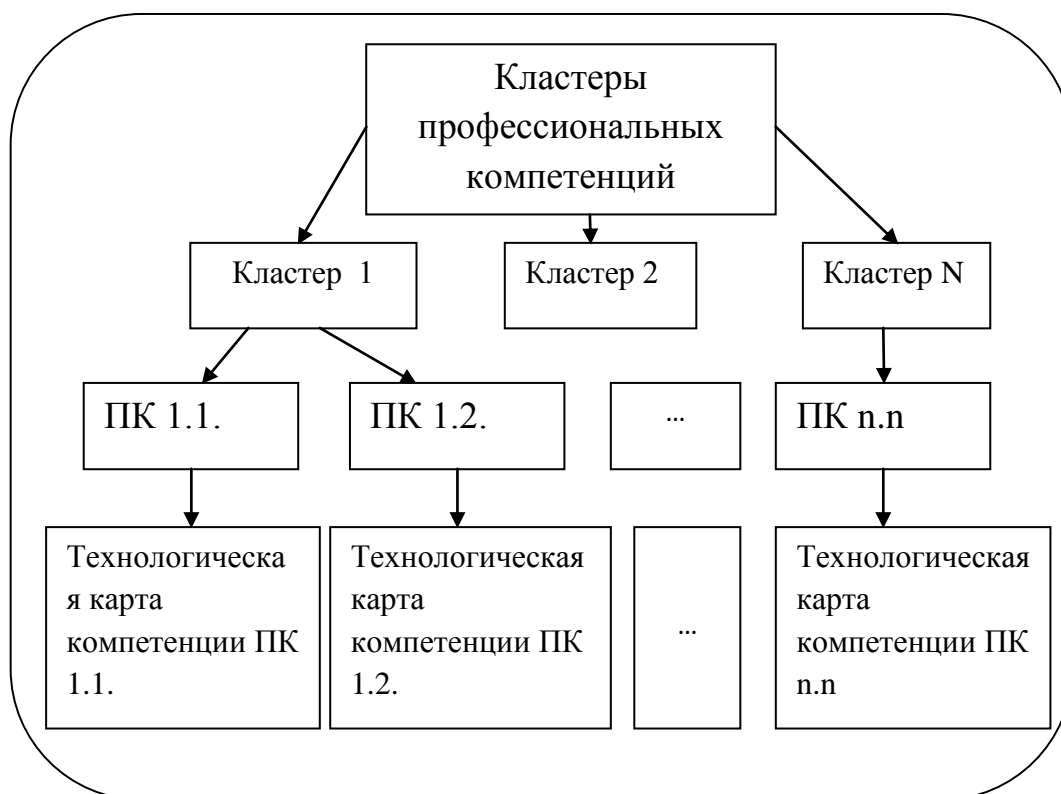 Кластеры
профессиональных
компетенций
Кластер 1
Кластер 2
Кластер N
ПК 1.1.
ПК 1.2.
...
ПК n.n
Технологическа
я карта
компетенции ПК
1.1.
Технологическая
карта
компетенции ПК
1.2.
...
Технологическая
карта
компетенции ПК
n.n